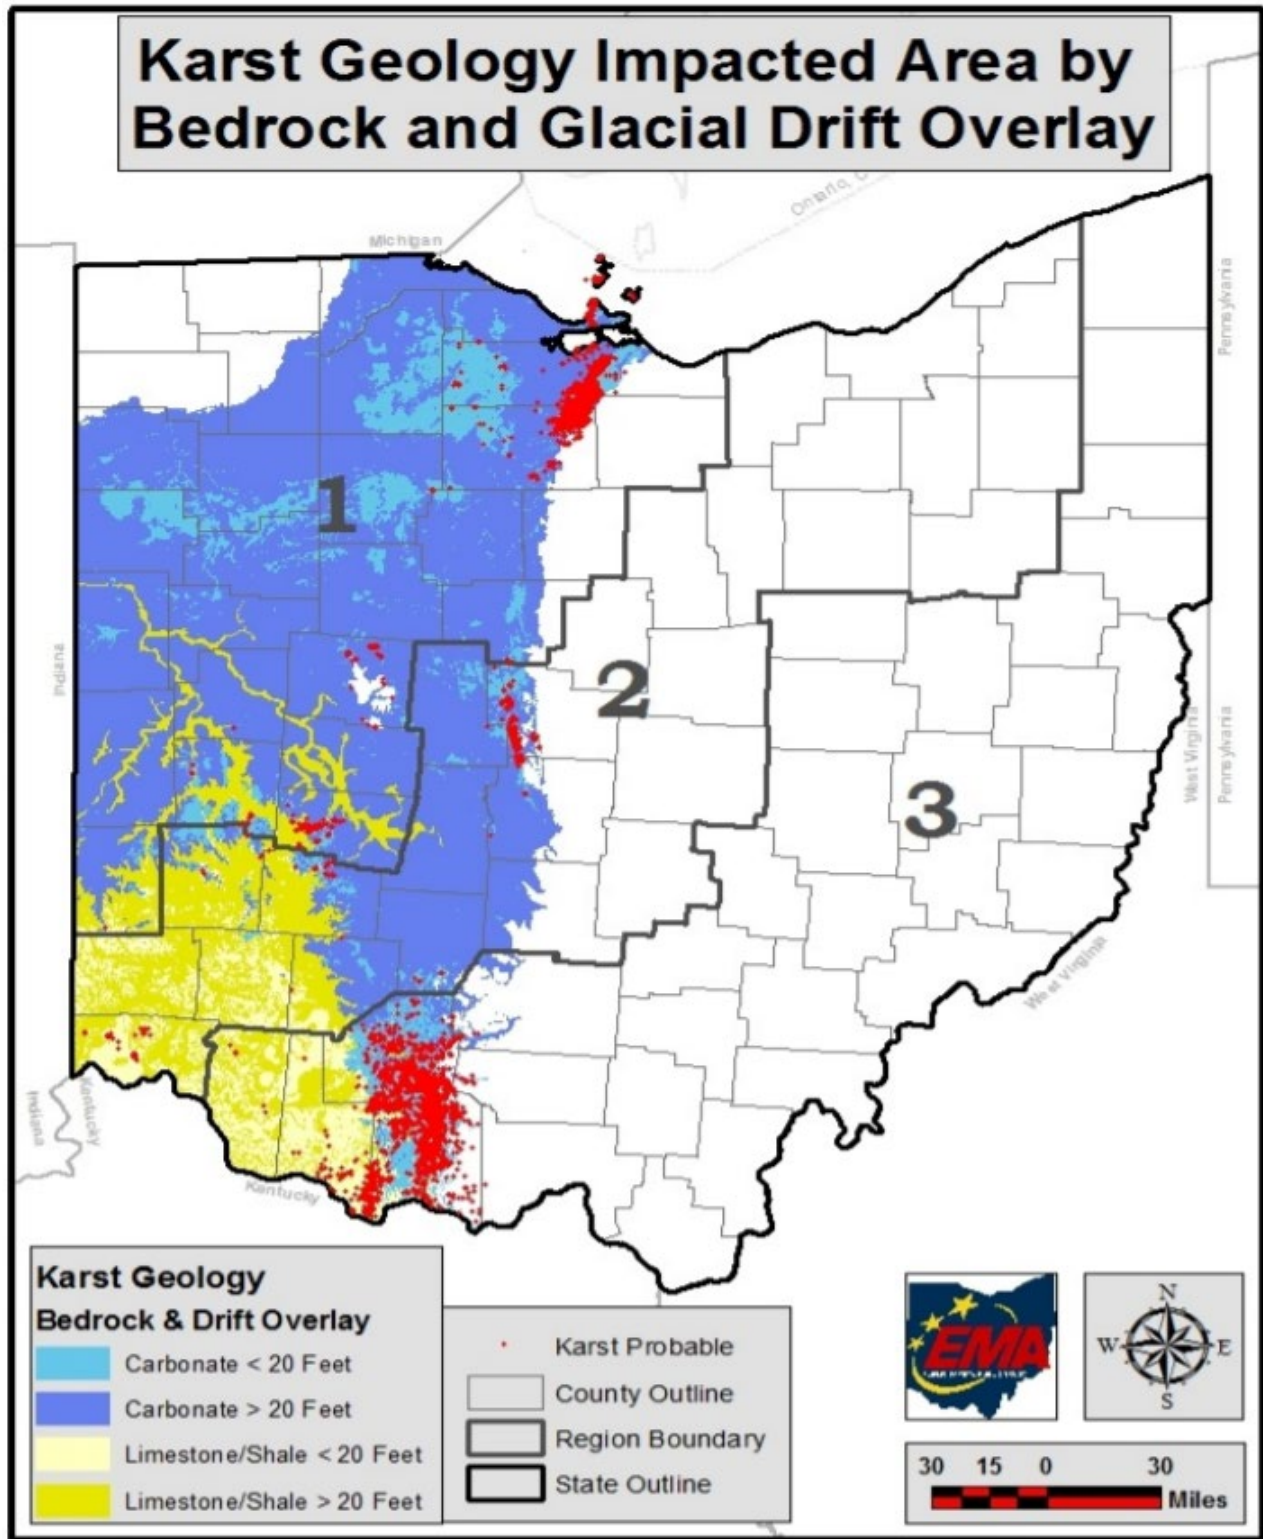 Karst Geology Impacted Area by
Bedrock and Glacial Drift Overlay
Michigan
Ontario, C
Pennsylvania
1
2
3
Indiana
West Virginia
Pennsylvania
West Virginia
Indiana
Kentucky
Kentucky
Karst Geology
Bedrock & Drift Overlay
Carbonate < 20 Feet
Carbonate > 20 Feet
Limestone/Shale < 20 Feet
Limestone/Shale > 20 Feet
Karst Probable
County Outline
Region Boundary
State Outline
EMA
N
W
E
S
30 15 0 30
Miles